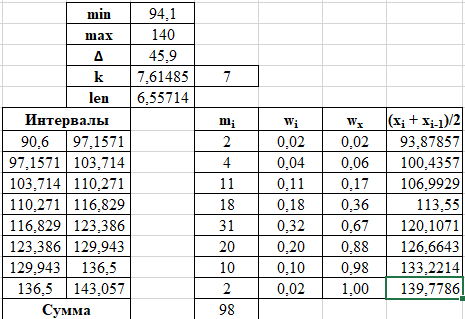 min 94,1
max 140
Δ 45,9
k 7,61485 7
len 6,55714
Интервалы mᵢ wᵢ wₓ (xᵢ + xᵢ₋₁)/2
90,6 97,1571 2 0,02 0,02 93,87857
97,1571 103,714 4 0,04 0,06 100,4357
103,714 110,271 11 0,11 0,17 106,9929
110,271 116,829 18 0,18 0,36 113,55
116,829 123,386 31 0,32 0,67 120,1071
123,386 129,943 20 0,20 0,88 126,6643
129,943 136,5 10 0,10 0,98 133,2214
136,5 143,057 2 0,02 1,00 139,7786
Сумма 98